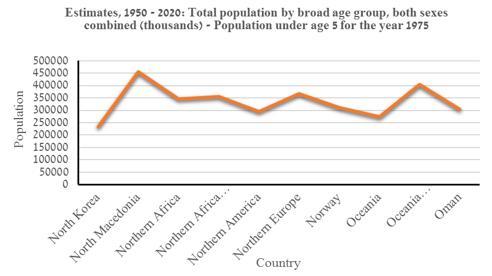 Estimates, 1950 - 2020: Total population by broad age group, both sexes
combined (thousands) - Population under age 5 for the year 1975
500000
450000
400000
350000
300000
250000
200000
150000
100000
50000
0
Population
North Korea
North Macedonia
Northern Africa
Northern Africa…
Northern America
Northern Europe
Norway
Oceania
Oceania…
Oman
Country